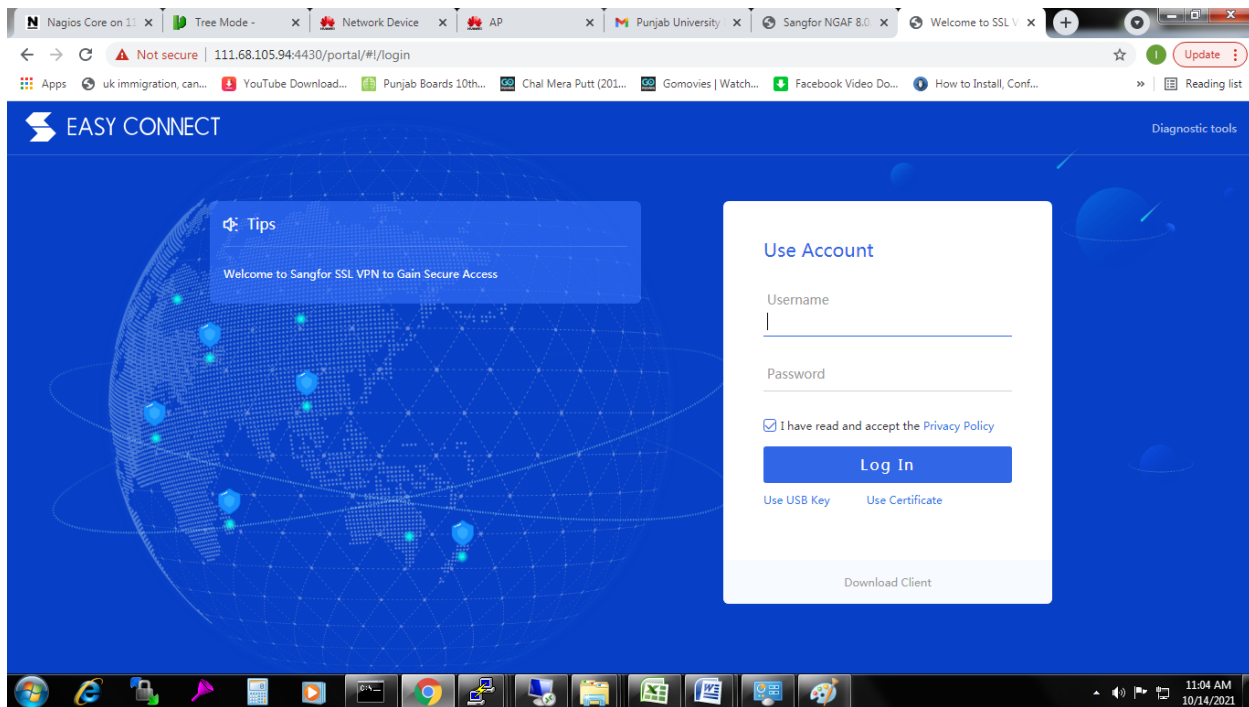 Nagios Core on 11
Tree Mode -
Network Device
AP
Punjab University
Sangfor NGAF 8.0.
Welcome to SSL V
Not secure | 111.68.105.94:4430/portal/#!/login
Update
Apps
uk immigration, can...
YouTube Download...
Punjab Boards 10th...
Chal Mera Putt (201...
Gomovies | Watch...
Facebook Video Do...
How to Install, Conf...
»
Reading list
EASY CONNECT
Diagnostic tools
Tips
Welcome to Sangfor SSL VPN to Gain Secure Access
Use Account
Username
Password
I have read and accept the Privacy Policy
Log In
Use USB Key
Use Certificate
Download Client
11:04 AM
10/14/2021